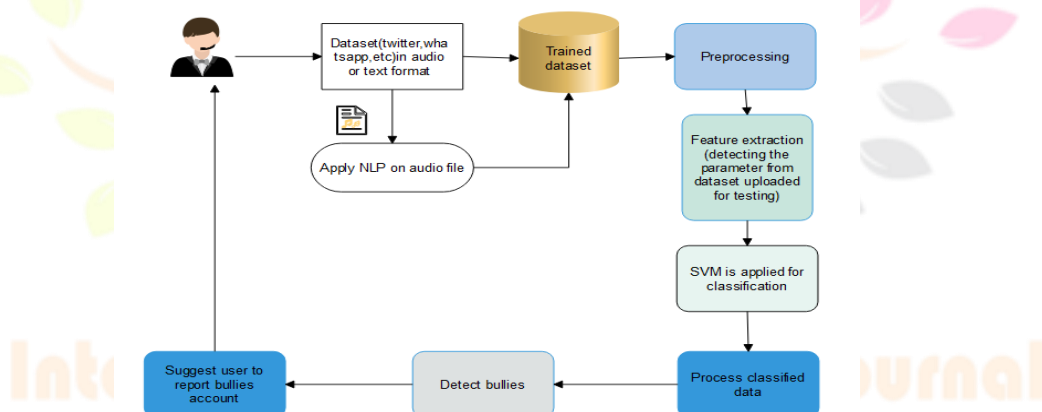 Dataset(twitter,wha
tsapp,etc)in audio
or text format
Trained
dataset
Preprocessing
Apply NLP on audio file
Feature extraction
(detecting the
parameter from
dataset uploaded
for testing)
SVM is applied for
classification
Suggest user to
report bullies
account
Detect bullies
Process classified
data